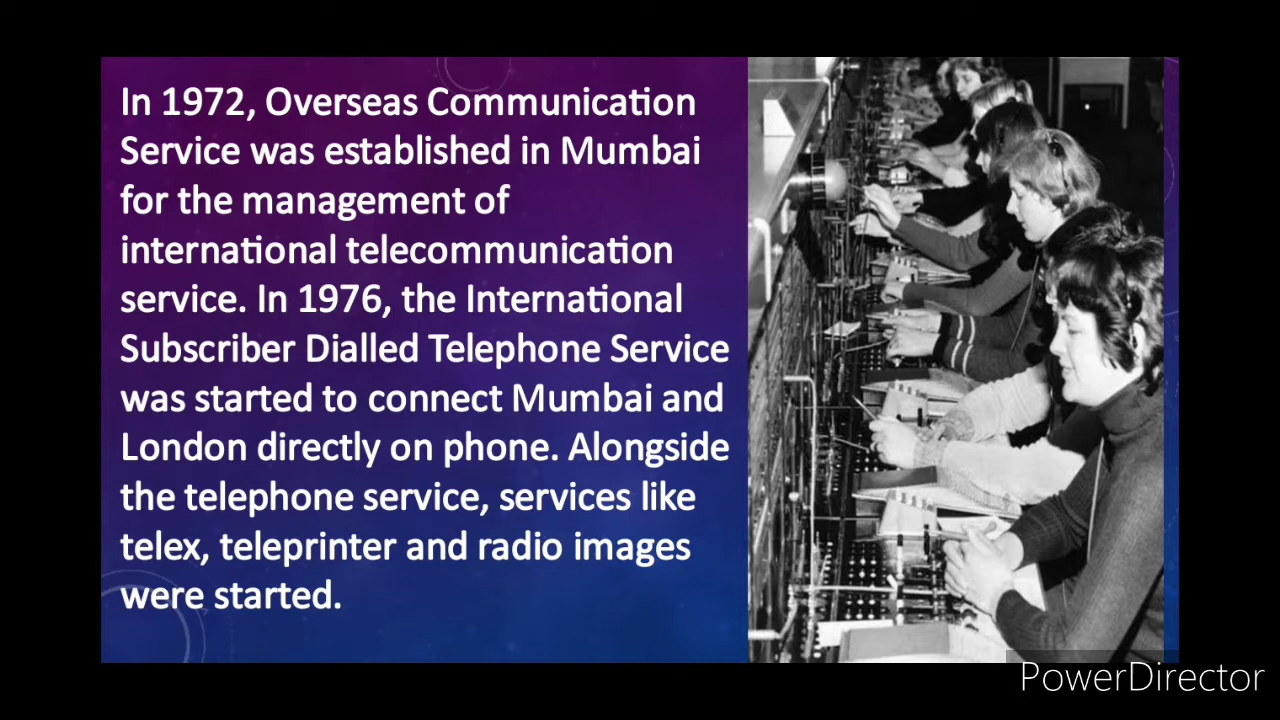 In 1972, Overseas Communication
Service was established in Mumbai
for the management of
international telecommunication
service. In 1976, the International
Subscriber Dialled Telephone Service
was started to connect Mumbai and
London directly on phone. Alongside
the telephone service, services like
telex, teleprinter and radio images
were started.
PowerDirector